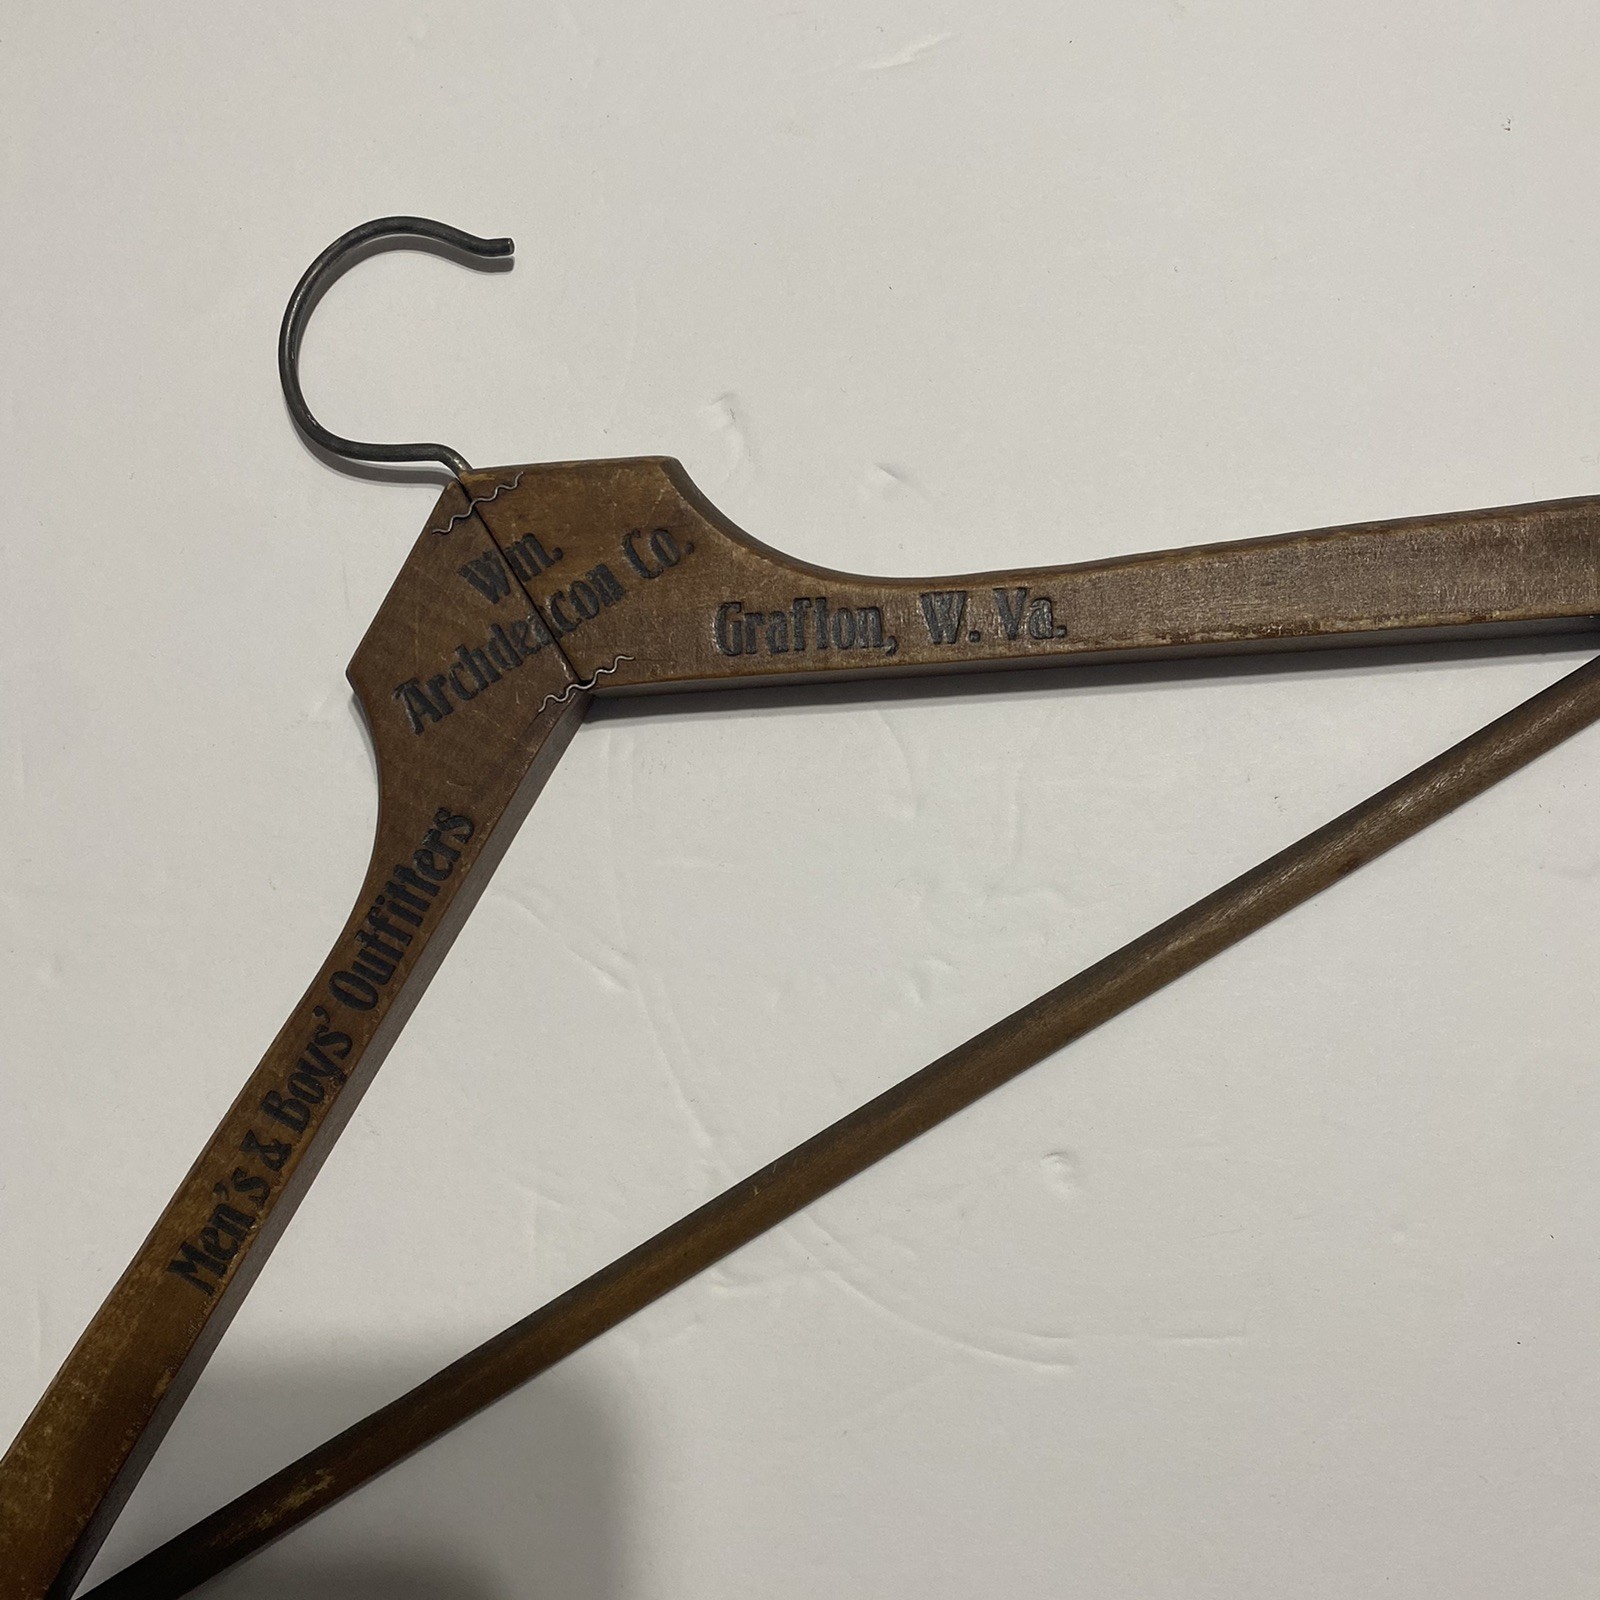 Wm.
Archdeacon Co.
Men's & Boys' Outfitters
Grafton, W. Va.